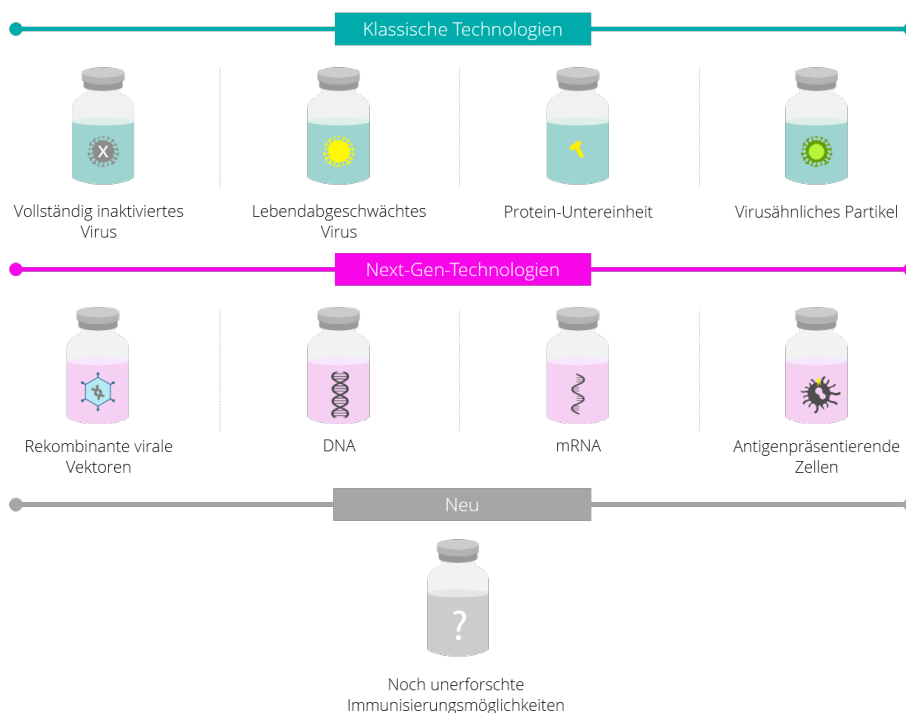 Klassische Technologien
X
Vollständig inaktiviertes
Virus
Lebendabgeschwächtes
Virus
Protein-Untereinheit
Virusähnliches Partikel
Next-Gen-Technologien
Rekombinante virale
Vektoren
DNA
mRNA
Antigenpräsentierende
Zellen
Neu
?
Noch unerforschte
Immunisierungsmöglichkeiten